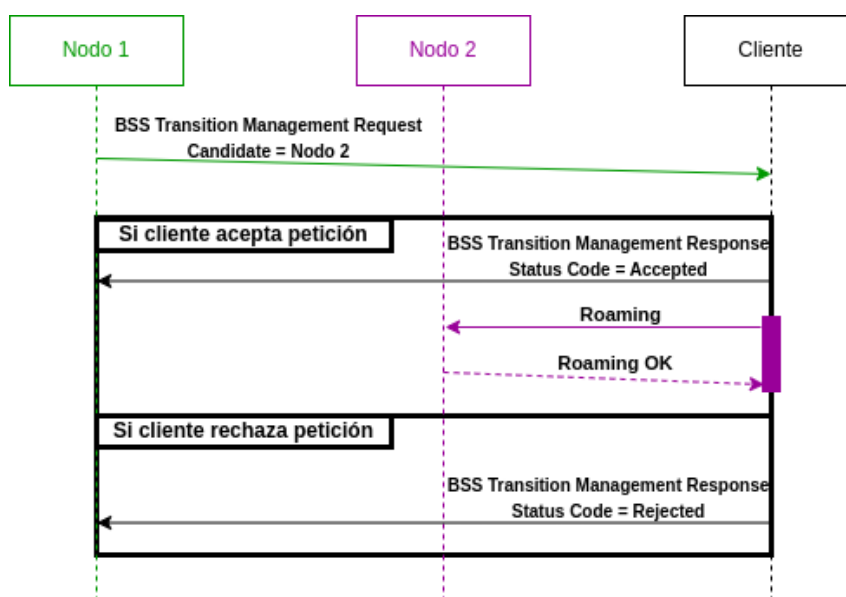 Nodo 1
Nodo 2
Cliente
BSS Transition Management Request
Candidate = Nodo 2
Si cliente acepta petición
BSS Transition Management Response
Status Code = Accepted
Roaming
Roaming OK
Si cliente rechaza petición
BSS Transition Management Response
Status Code = Rejected